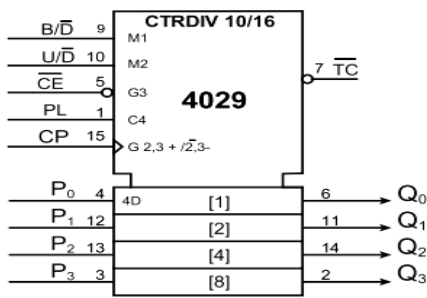 CTRDIV 10/16
B/D̅ 9 M1
U/D̅ 10 M2
C̅E̅ 5 G3
7 T̅C̅
4029
PL 1 C4
CP 15 G 2,3 + /2̅,3-
P₀ 4 4D [1] 6 Q₀
P₁ 12 [2] 11 Q₁
P₂ 13 [4] 14 Q₂
P₃ 3 [8] 2 Q₃